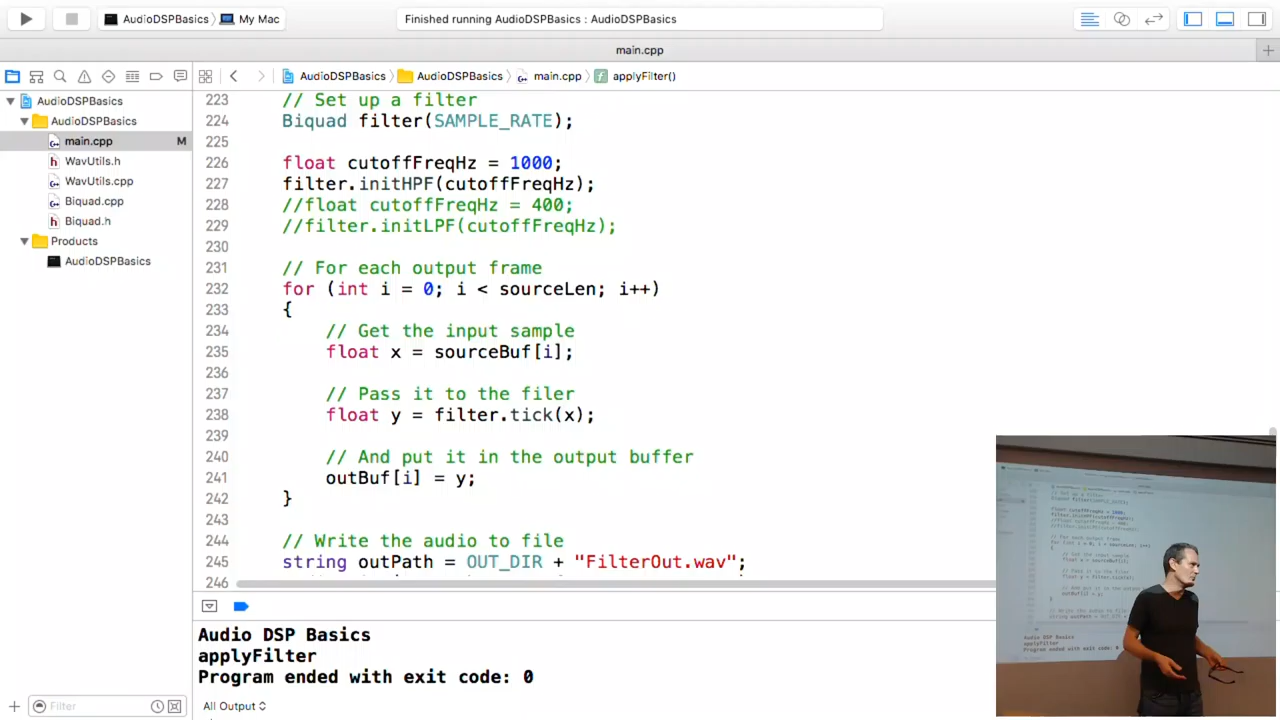 AudioDSPBasics My Mac
Finished running AudioDSPBasics : AudioDSPBasics
main.cpp
AudioDSPBasics AudioDSPBasics main.cpp applyFilter()
AudioDSPBasics
AudioDSPBasics
main.cpp M
WavUtils.h
WavUtils.cpp
Biquad.cpp
Biquad.h
Products
AudioDSPBasics
Filter
223 // Set up a filter
224 Biquad filter(SAMPLE_RATE);
225
226 float cutoffFreqHz = 1000;
227 filter.initHPF(cutoffFreqHz);
228 //float cutoffFreqHz = 400;
229 //filter.initLPF(cutoffFreqHz);
230
231 // For each output frame
232 for (int i = 0; i < sourceLen; i++)
233 {
234 // Get the input sample
235 float x = sourceBuf[i];
236
237 // Pass it to the filer
238 float y = filter.tick(x);
239
240 // And put it in the output buffer
241 outBuf[i] = y;
242 }
243
244 // Write the audio to file
245 string outPath = OUT_DIR + "FilterOut.wav";
246
Audio DSP Basics
applyFilter
Program ended with exit code: 0
All Output